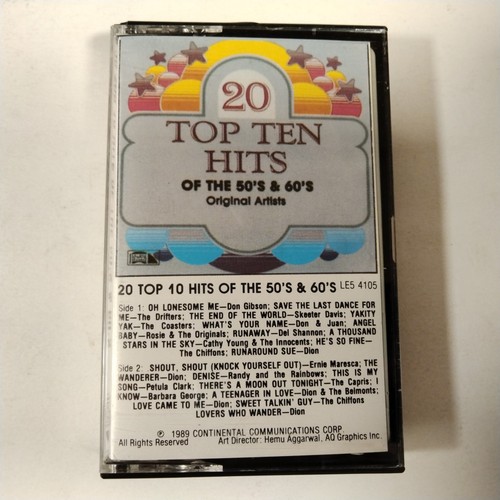 20
TOP TEN
HITS
OF THE 50'S & 60'S
Original Artists
20 TOP 10 HITS OF THE 50'S & 60'S LES 4105
Side 1: OH LONESOME ME—Don Gibson; SAVE THE LAST DANCE FOR
ME—The Drifters; THE END OF THE WORLD—Skeeter Davis; YAKITY
YAK—The Coasters; WHAT'S YOUR NAME—Don & Juan; ANGEL
BABY—Rosie & The Originals; RUNAWAY—Del Shannon; A THOUSAND
STARS IN THE SKY—Cathy Young & The Innocents; HE'S SO FINE—
The Chiffons; RUNAROUND SUE—Dion
Side 2: SHOUT, SHOUT (KNOCK YOURSELF OUT)—Ernie Maresca; THE
WANDERER—Dion; DENISE—Randy and the Rainbows; THIS IS MY
SONG—Petula Clark; THERE'S A MOON OUT TONIGHT—The Capris; I
KNOW—Barbara George; A TEENAGER IN LOVE—Dion & The Belmonts;
LOVE CAME TO ME—Dion; SWEET TALKIN' GUY—The Chiffons
LOVERS WHO WANDER—Dion
℗ 1989 CONTINENTAL COMMUNICATIONS CORP.
All Rights Reserved Art Director: Hemu Aggarwal, AQ Graphics Inc.